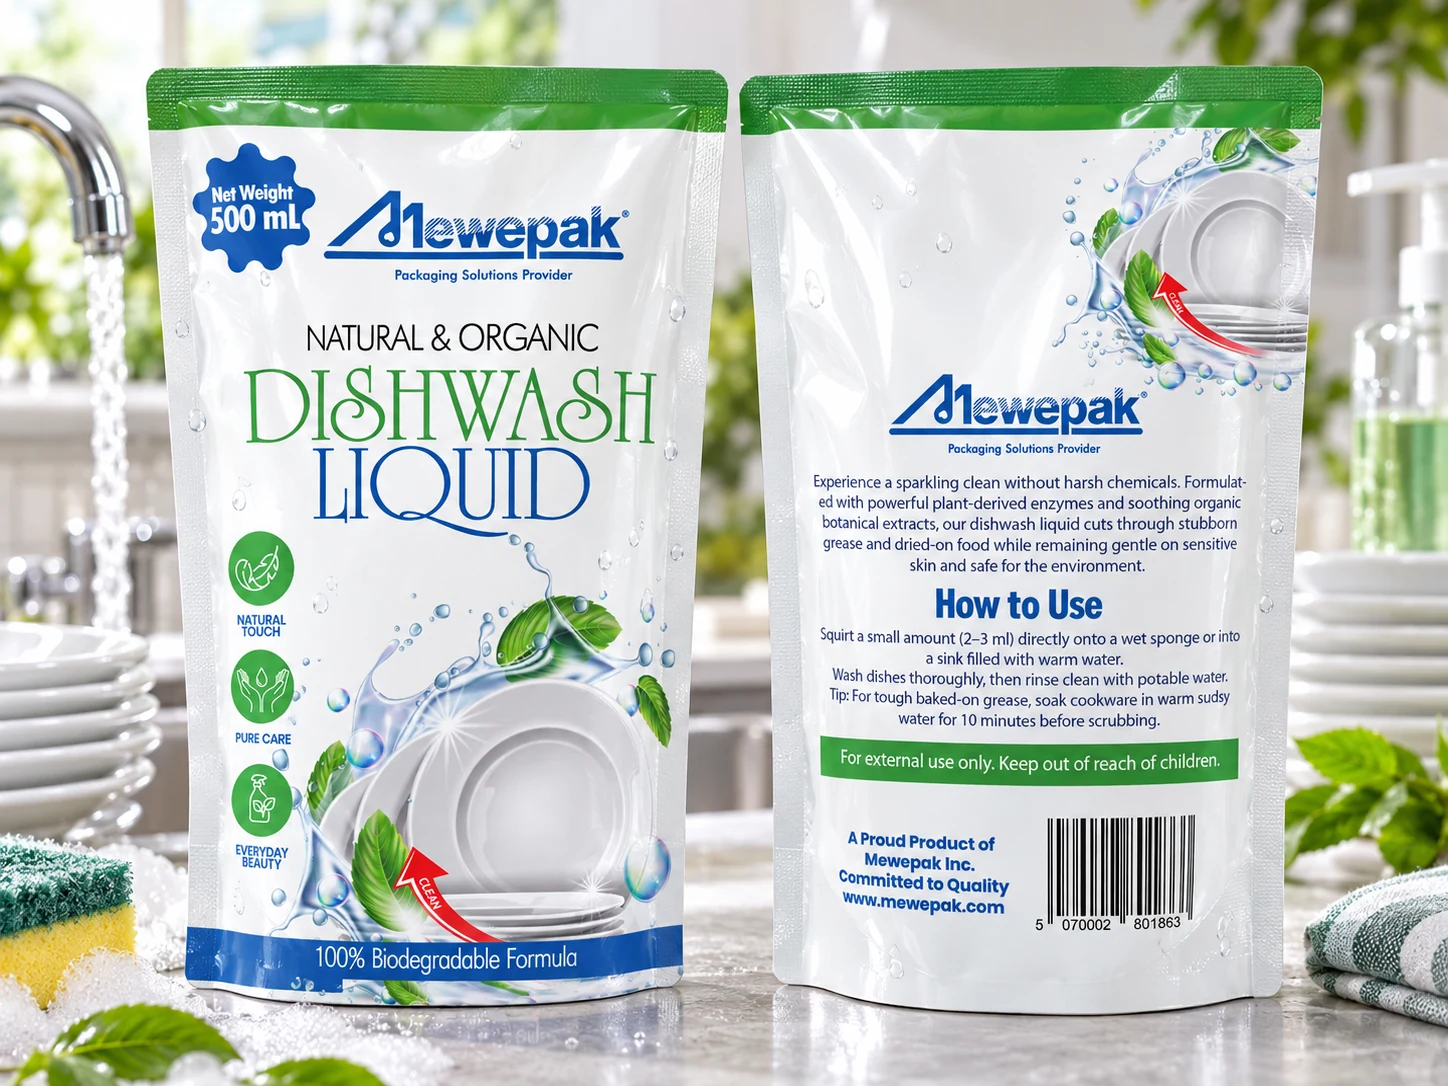 Net Weight
500 mL
Mewepak®
Packaging Solutions Provider
NATURAL & ORGANIC
DISHWASH
LIQUID
NATURAL
TOUCH
PURE CARE
EVERYDAY
BEAUTY
CLEAN
100% Biodegradable Formula
CLEAN
Mewepak®
Packaging Solutions Provider
Experience a sparkling clean without harsh chemicals. Formulat-
ed with powerful plant-derived enzymes and soothing organic
botanical extracts, our dishwash liquid cuts through stubborn
grease and dried-on food while remaining gentle on sensitive
skin and safe for the environment.
How to Use
Squirt a small amount (2–3 ml) directly onto a wet sponge or into
a sink filled with warm water.
Wash dishes thoroughly, then rinse clean with potable water.
Tip: For tough baked-on grease, soak cookware in warm sudsy
water for 10 minutes before scrubbing.
For external use only. Keep out of reach of children.
A Proud Product of
Mewepak Inc.
Committed to Quality
www.mewepak.com
5 070002 801863